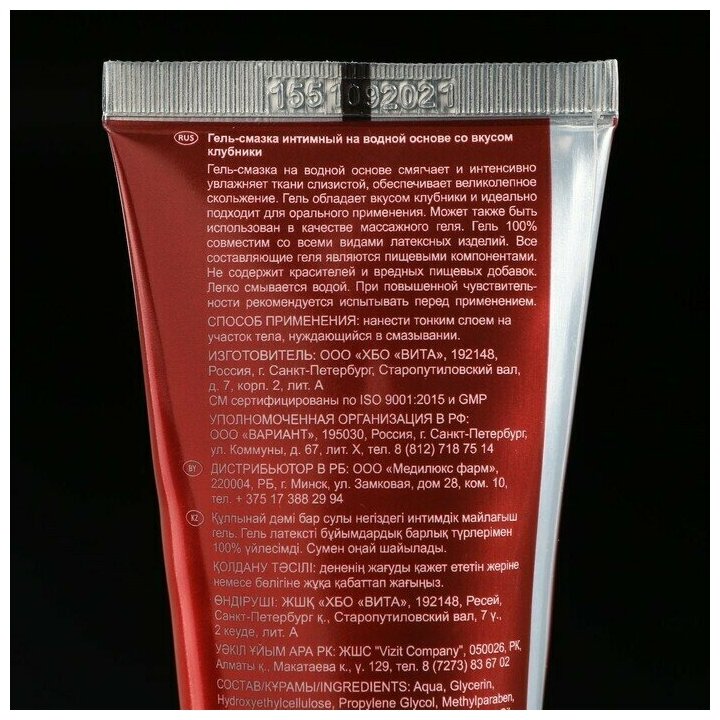 155 1092021
RUS
Гель-смазка интимный на водной основе со вкусом
клубники
Гель-смазка на водной основе смягчает и интенсивно
увлажняет ткани слизистой, обеспечивает великолепное
скольжение. Гель обладает вкусом клубники и идеально
подходит для орального применения. Может также быть
использован в качестве массажного геля. Гель 100%
совместим со всеми видами латексных изделий. Все
составляющие геля являются пищевыми компонентами.
Не содержит красителей и вредных пищевых добавок.
Легко смывается водой. При повышенной чувствитель-
ности рекомендуется испытывать перед применением.
СПОСОБ ПРИМЕНЕНИЯ: нанести тонким слоем на
участок тела, нуждающийся в смазывании.
ИЗГОТОВИТЕЛЬ: ООО «ХБО «ВИТА», 192148,
Россия, г. Санкт-Петербург, Старопутиловский вал,
д. 7, корп. 2, лит. А
СМ сертифицированы по ISO 9001:2015 и GMP
УПОЛНОМОЧЕННАЯ ОРГАНИЗАЦИЯ В РФ:
ООО «ВАРИАНТ», 195030, Россия, г. Санкт-Петербург,
ул. Коммуны, д. 67, лит. Х, тел. 8 (812) 718 75 14
BY
ДИСТРИБЬЮТОР В РБ: ООО «Медилюкс фарм»,
220004, РБ, г. Минск, ул. Замковая, дом 28, ком. 10,
тел. + 375 17 388 29 94
KZ
Құлпынай дәмі бар сулы негіздегі интимдік майлағыш
гель. Гель латексті бұйымдардың барлық түрлерімен
100% үйлесімді. Сумен оңай шайылады.
ҚОЛДАНУ ТӘСІЛІ: дененің жағуды қажет ететін жеріне
немесе бөлігіне жұқа қабаттап жағыңыз.
ӨНДІРУШІ: ЖШҚ «ХБО «ВИТА», 192148, Ресей,
Санкт-Петербург қ., Старопутиловский вал, 7 ү.,
2 кеуде, лит. А
УӘКІЛ ҰЙЫМ АРА РК: ЖШС "Vizit Company", 050026, РК,
Алматы қ., Макатаева к., ү. 129, тел. 8 (7273) 83 67 02
СОСТАВ/ҚҰРАМЫ/INGREDIENTS: Aqua, Glycerin,
Hydroxyethylcellulose, Propylene Glycol, Methylparaben,